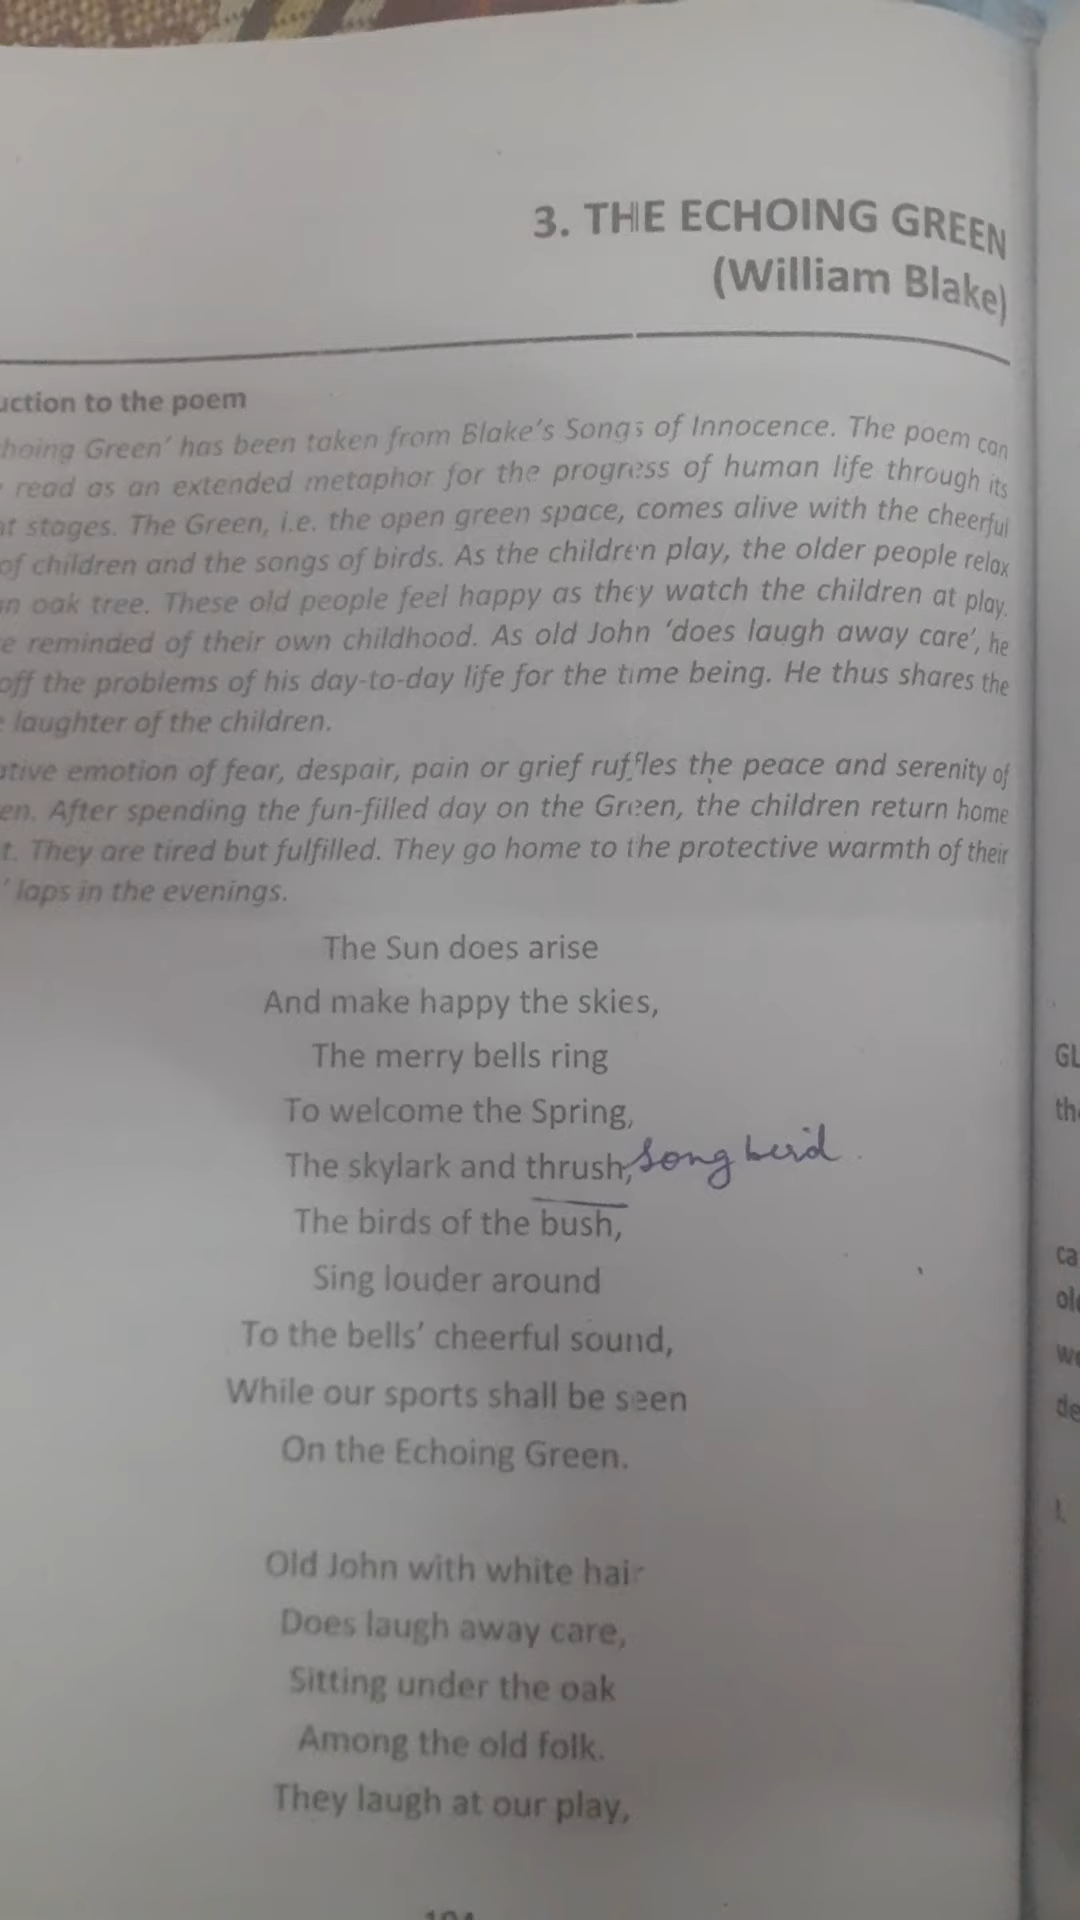 3. THE ECHOING GREEN
(William Blake)
uction to the poem
hoing Green' has been taken from Blake's Songs of Innocence. The poem can
read as an extended metaphor for the progress of human life through its
nt stages. The Green, i.e. the open green space, comes alive with the cheerful
of children and the songs of birds. As the children play, the older people relax
an oak tree. These old people feel happy as they watch the children at play.
e reminded of their own childhood. As old John 'does laugh away care', he
off the problems of his day-to-day life for the time being. He thus shares the
e laughter of the children.
ative emotion of fear, despair, pain or grief ruffles the peace and serenity of
en. After spending the fun-filled day on the Green, the children return home
t. They are tired but fulfilled. They go home to the protective warmth of their
' laps in the evenings.
The Sun does arise
And make happy the skies,
The merry bells ring
To welcome the Spring,
The skylark and thrush, song bird
The birds of the bush,
Sing louder around
To the bells' cheerful sound,
While our sports shall be seen
On the Echoing Green.
Old John with white hair
Does laugh away care,
Sitting under the oak
Among the old folk.
They laugh at our play,
GL
the
ca
old
we
de
I.